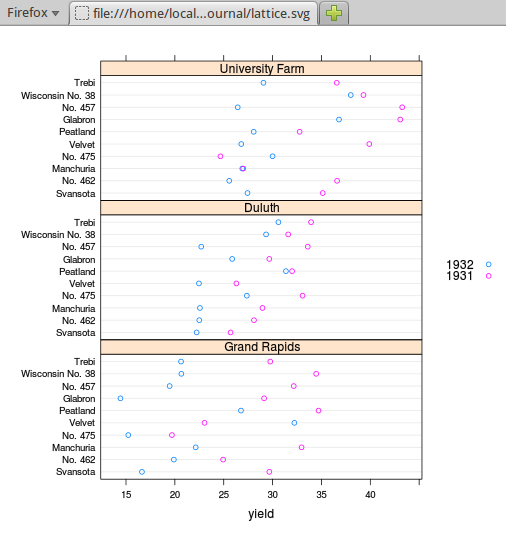 Firefox
file:///home/local...ournal/lattice.svg
University Farm
Trebi
Wisconsin No. 38
No. 457
Glabron
Peatland
Velvet
No. 475
Manchuria
No. 462
Svansota
Duluth
Trebi
Wisconsin No. 38
No. 457
Glabron
Peatland
Velvet
No. 475
Manchuria
No. 462
Svansota
1932
1931
Grand Rapids
Trebi
Wisconsin No. 38
No. 457
Glabron
Peatland
Velvet
No. 475
Manchuria
No. 462
Svansota
15 20 25 30 35 40
yield